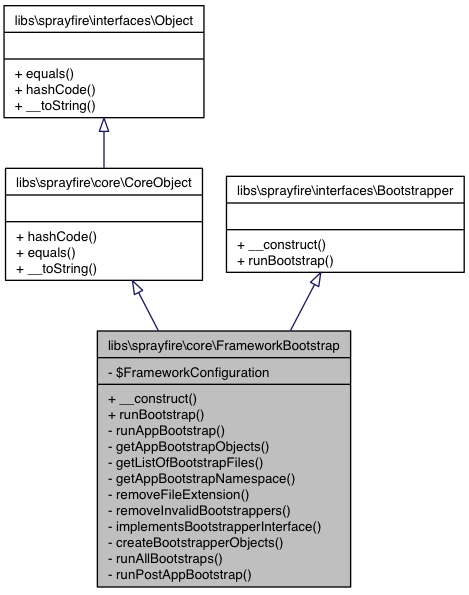 libs\sprayfire\interfaces\Object
+ equals()
+ hashCode()
+ __toString()
libs\sprayfire\core\CoreObject
+ hashCode()
+ equals()
+ __toString()
libs\sprayfire\interfaces\Bootstrapper
+ __construct()
+ runBootstrap()
libs\sprayfire\core\FrameworkBootstrap
- $FrameworkConfiguration
+ __construct()
+ runBootstrap()
- runAppBootstrap()
- getAppBootstrapObjects()
- getListOfBootstrapFiles()
- getAppBootstrapNamespace()
- removeFileExtension()
- removeInvalidBootstrappers()
- implementsBootstrapperInterface()
- createBootstrapperObjects()
- runAllBootstraps()
- runPostAppBootstrap()